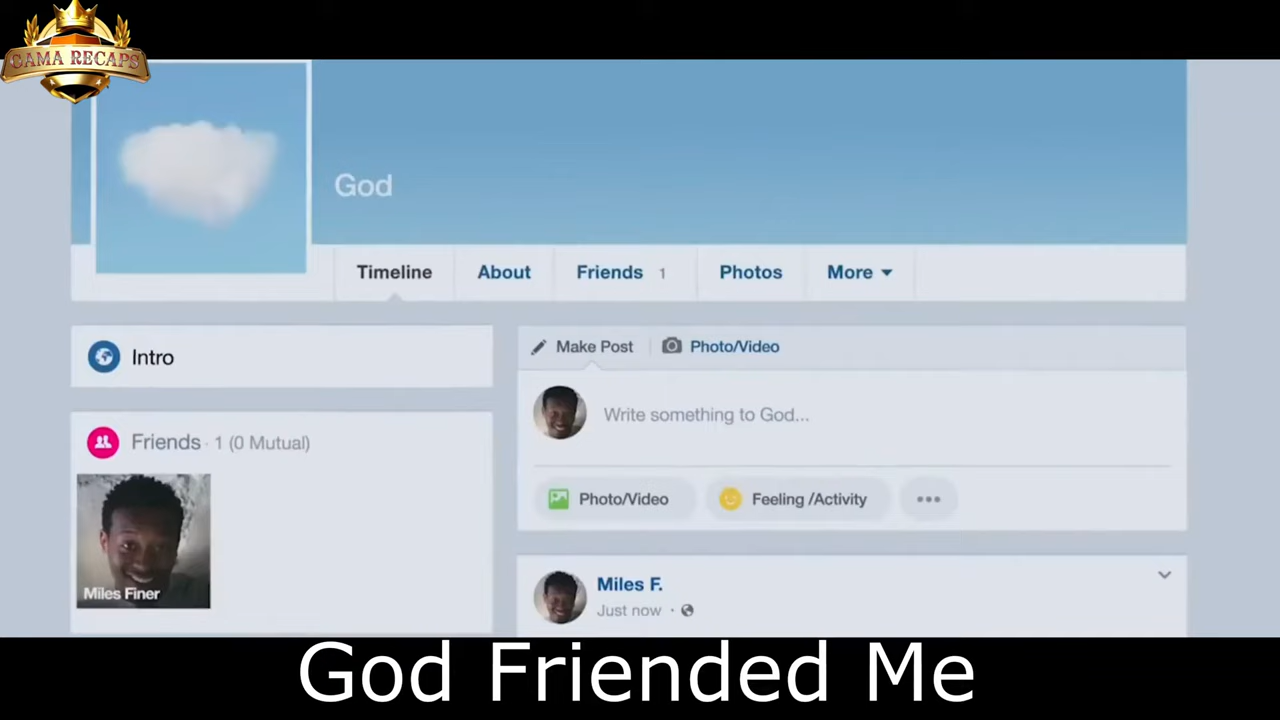 GAMA RECAPS
God
Timeline
About
Friends 1
Photos
More
Intro
Make Post
Photo/Video
Friends · 1 (0 Mutual)
Write something to God...
Miles Finer
Photo/Video
Feeling /Activity
Miles F.
Just now ·
God Friended Me